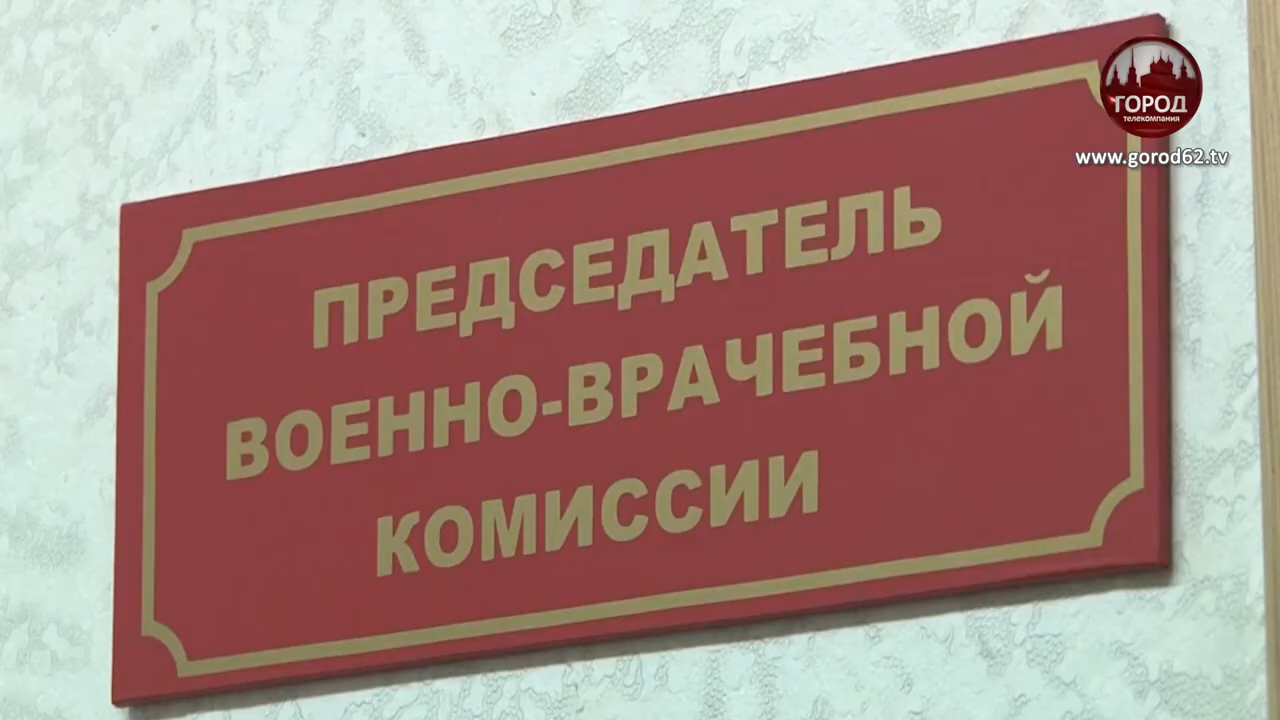 ГОРОД
телекомпания
www.gorod62.tv
ПРЕДСЕДАТЕЛЬ
ВОЕННО-ВРАЧЕБНОЙ
КОМИССИИ